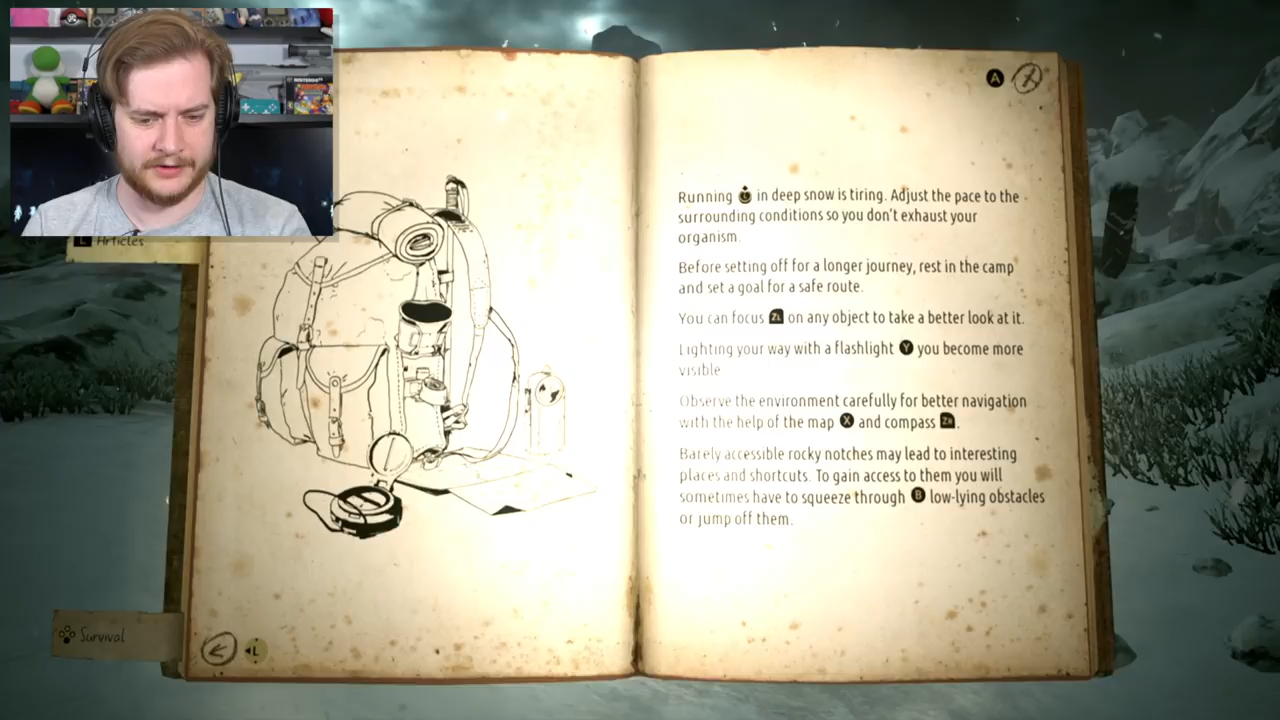 A
Articles
Running in deep snow is tiring. Adjust the pace to the
surrounding conditions so you don't exhaust your
organism.
Before setting off for a longer journey, rest in the camp
and set a goal for a safe route.
You can focus ZL on any object to take a better look at it.
Lighting your way with a flashlight Y you become more
visible
Observe the environment carefully for better navigation
with the help of the map X and compass ZR.
Barely accessible rocky notches may lead to interesting
places and shortcuts. To gain access to them you will
sometimes have to squeeze through B low-lying obstacles
or jump off them.
Survival
L